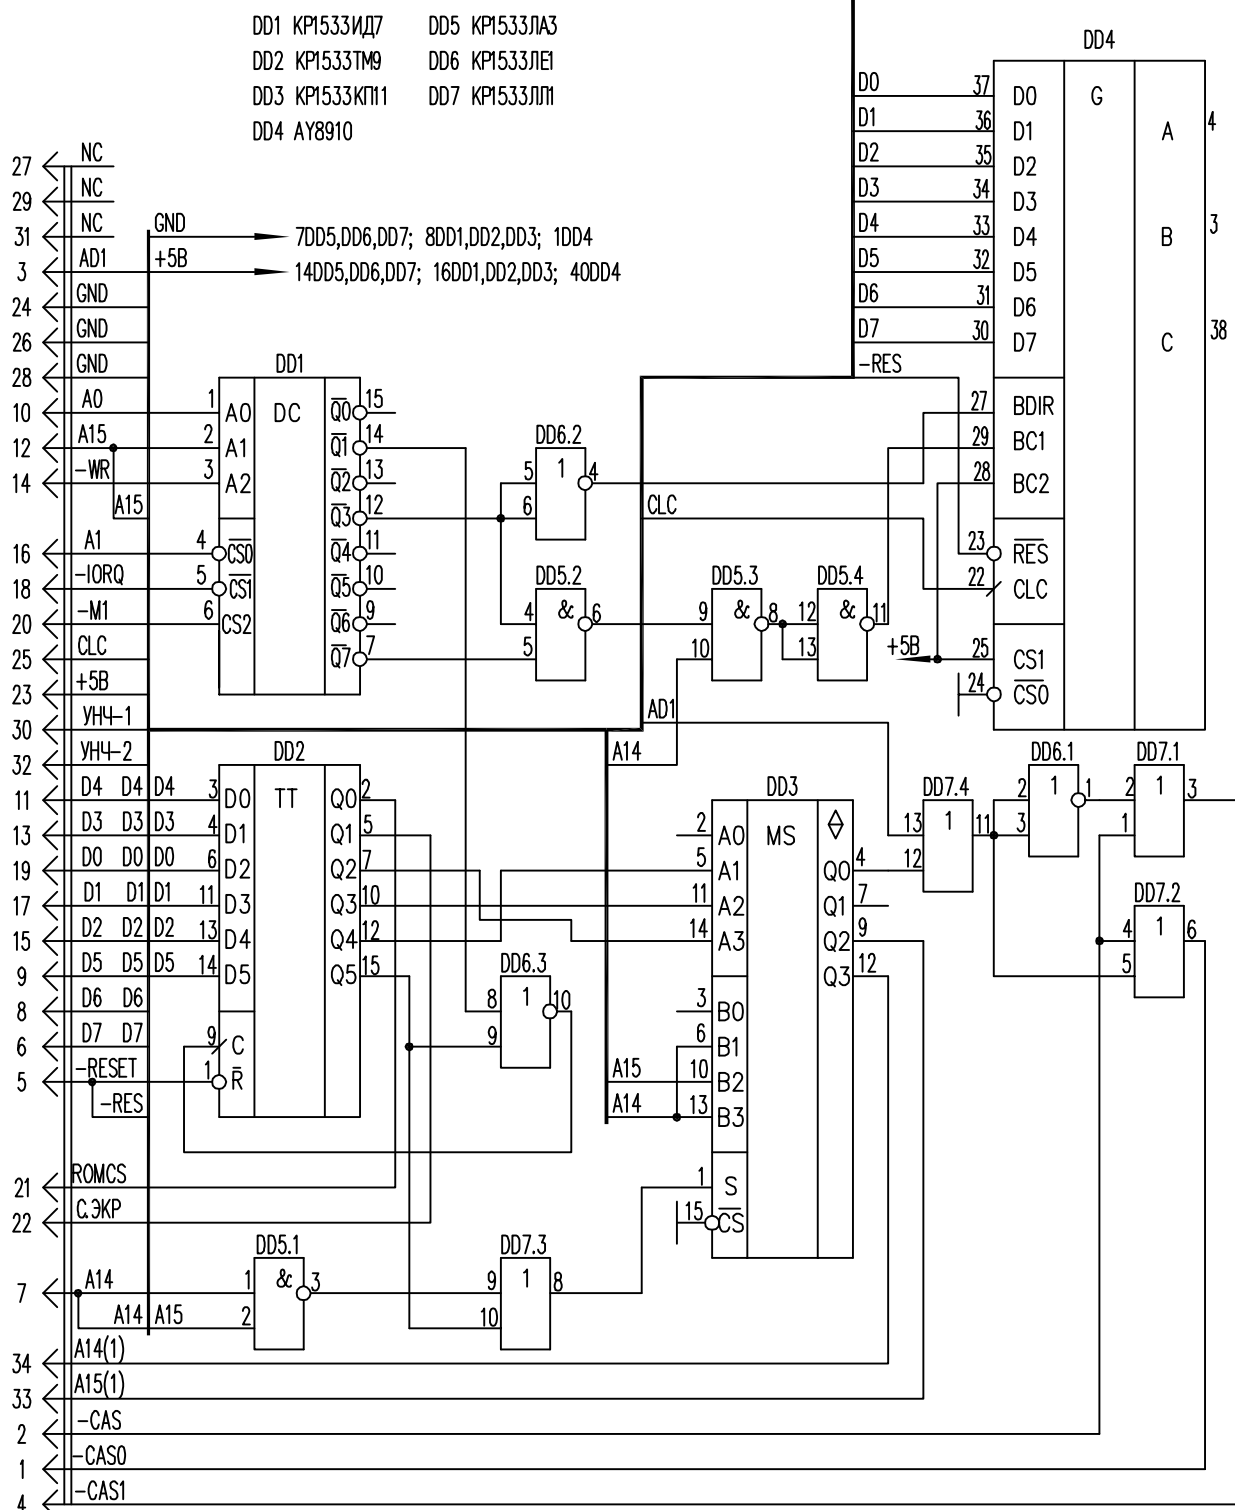 DD1 КР1533ИД7 DD5 КР1533ЛА3
DD2 КР1533ТМ9 DD6 КР1533ЛЕ1
DD3 КР1533КП11 DD7 КР1533ЛЛ1
DD4 AY8910
27 NC
29 NC
31 NC
3 AD1
24 GND
26 GND
28 GND
10 A0
12 A15
14 -WR
A15
16 A1
18 -IORQ
20 -M1
25 CLC
23 +5В
30 УНЧ-1
32 УНЧ-2
11 D4 D4 D4
13 D3 D3 D3
19 D0 D0 D0
17 D1 D1 D1
15 D2 D2 D2
9 D5 D5 D5
8 D6 D6
6 D7 D7
5 -RESET
-RES
21 ROMCS
22 С.ЭКР
7 A14
A14 A15
34 A14(1)
33 A15(1)
2 -CAS
1 -CAS0
4 -CAS1
GND 7DD5,DD6,DD7; 8DD1,DD2,DD3; 1DD4
+5В 14DD5,DD6,DD7; 16DD1,DD2,DD3; 40DD4
DD1
DC
1 A0
2 A1
3 A2
4 CS0
5 CS1
6 CS2
Q0 15
Q1 14
Q2 13
Q3 12
Q4 11
Q5 10
Q6 9
Q7 7
DD6.2
5 1 4
6
DD5.2
4 & 6
5
DD5.3
9 & 8
10
DD5.4
12 & 11
13
CLC
AD1
A14
DD4
G
D0 37 D0
D1 36 D1
D2 35 D2
D3 34 D3
D4 33 D4
D5 32 D5
D6 31 D6
D7 30 D7
-RES
27 BDIR
29 BC1
28 BC2
23 RES
22 CLC
+5В 25 CS1
24 CS0
A 4
B 3
C 38
DD2
TT
3 D0
4 D1
6 D2
11 D3
13 D4
14 D5
9 C
1 R
Q0 2
Q1 5
Q2 7
Q3 10
Q4 12
Q5 15
DD6.3
8 1 10
9
DD3
MS
2 A0
5 A1
11 A2
14 A3
3 B0
6 B1
A15 10 B2
A14 13 B3
1 S
15 CS
Q0 4
Q1 7
Q2 9
Q3 12
DD7.4
13 1 11
12
DD6.1
2 1 1
3
DD7.1
2 1 3
1
DD7.2
4 1 6
5
DD5.1
1 & 3
2
DD7.3
9 1 8
10